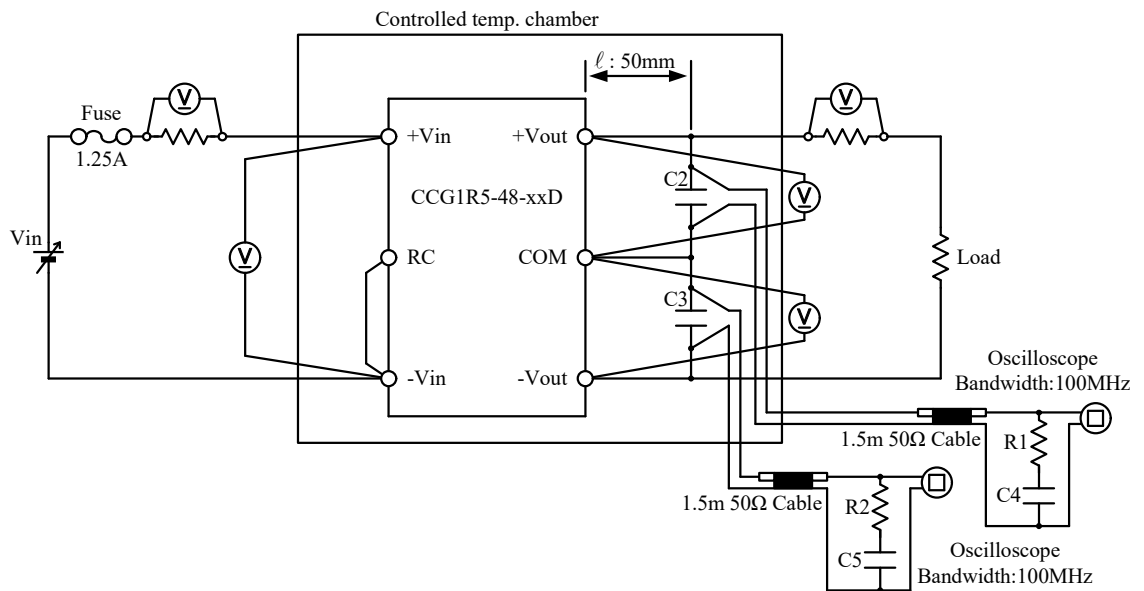 Controlled temp. chamber
ℓ : 50mm
Fuse
1.25A
V
V
+Vin
+Vout
CCG1R5-48-xxD
C2
V
Vin
V
RC
COM
Load
C3
V
-Vin
-Vout
Oscilloscope
Bandwidth:100MHz
1.5m 50Ω Cable
R1
C4
1.5m 50Ω Cable
R2
C5
Oscilloscope
Bandwidth:100MHz